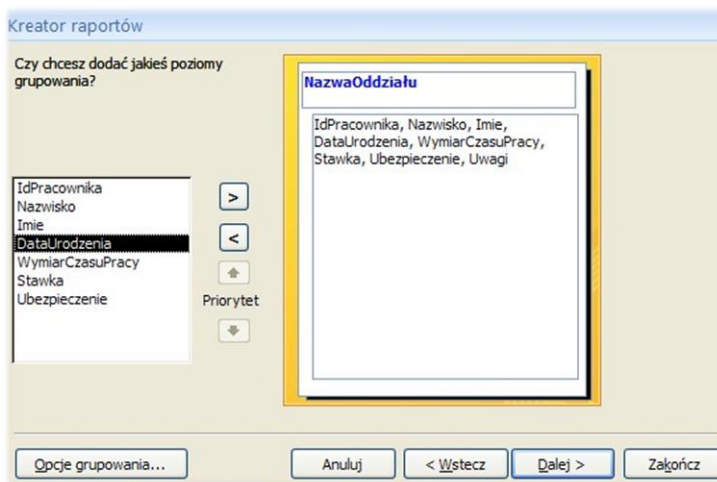 Kreator raportów
Czy chcesz dodać jakieś poziomy
grupowania?
IdPracownika
Nazwisko
Imie
DataUrodzenia
WymiarCzasuPracy
Stawka
Ubezpieczenie
>
<
Priorytet
NazwaOddziału
IdPracownika, Nazwisko, Imie,
DataUrodzenia, WymiarCzasuPracy,
Stawka, Ubezpieczenie, Uwagi
Opcje grupowania...
Anuluj
< Wstecz
Dalej >
Zakończ